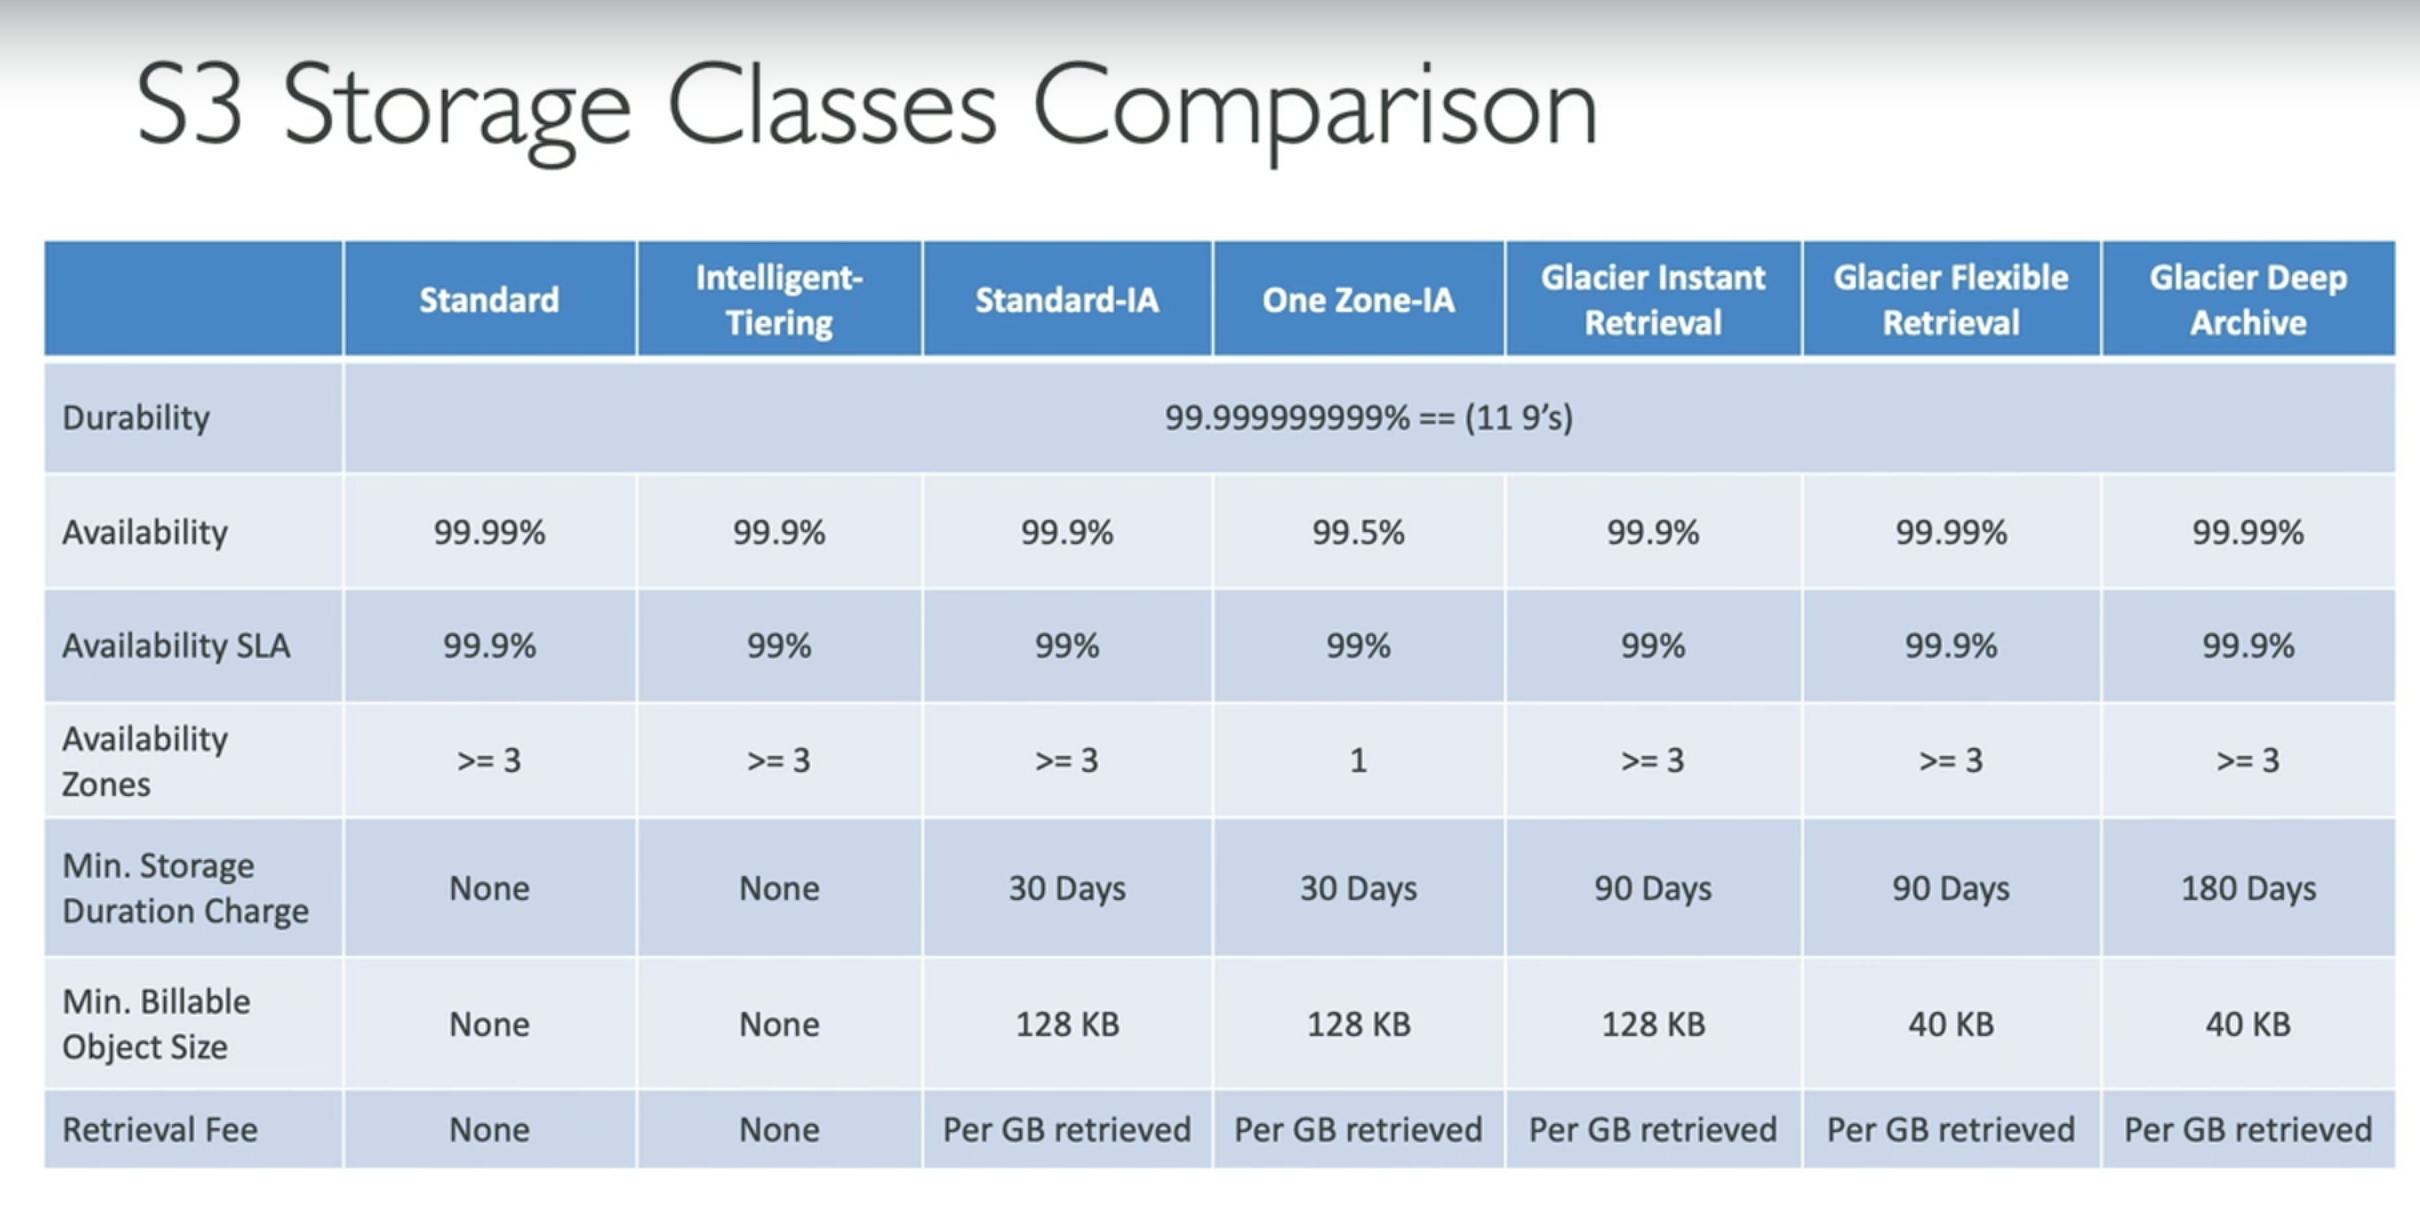 S3 Storage Classes Comparison
Standard
Intelligent-
Tiering
Standard-IA
One Zone-IA
Glacier Instant
Retrieval
Glacier Flexible
Retrieval
Glacier Deep
Archive
Durability
99.999999999% == (11 9’s)
Availability
99.99%
99.9%
99.9%
99.5%
99.9%
99.99%
99.99%
Availability SLA
99.9%
99%
99%
99%
99%
99.9%
99.9%
Availability
Zones
>= 3
>= 3
>= 3
1
>= 3
>= 3
>= 3
Min. Storage
Duration Charge
None
None
30 Days
30 Days
90 Days
90 Days
180 Days
Min. Billable
Object Size
None
None
128 KB
128 KB
128 KB
40 KB
40 KB
Retrieval Fee
None
None
Per GB retrieved
Per GB retrieved
Per GB retrieved
Per GB retrieved
Per GB retrieved